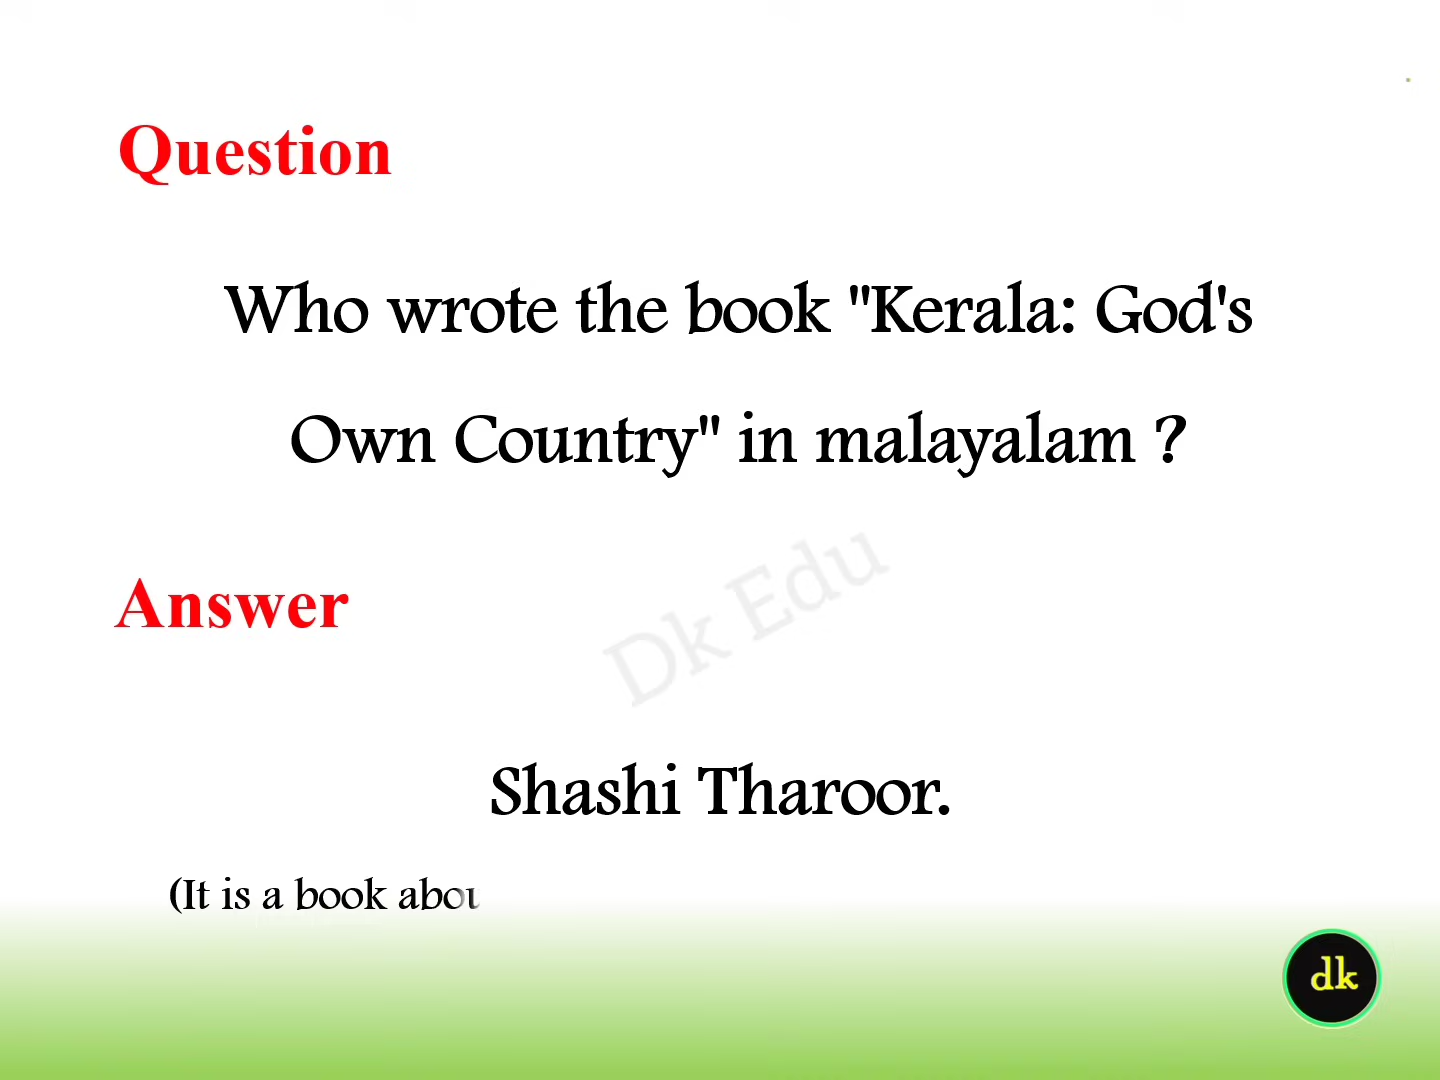 Question
Who wrote the book "Kerala: God's
Own Country" in malayalam ?
Dk Edu
Answer
Shashi Tharoor.
(It is a book abou
dk